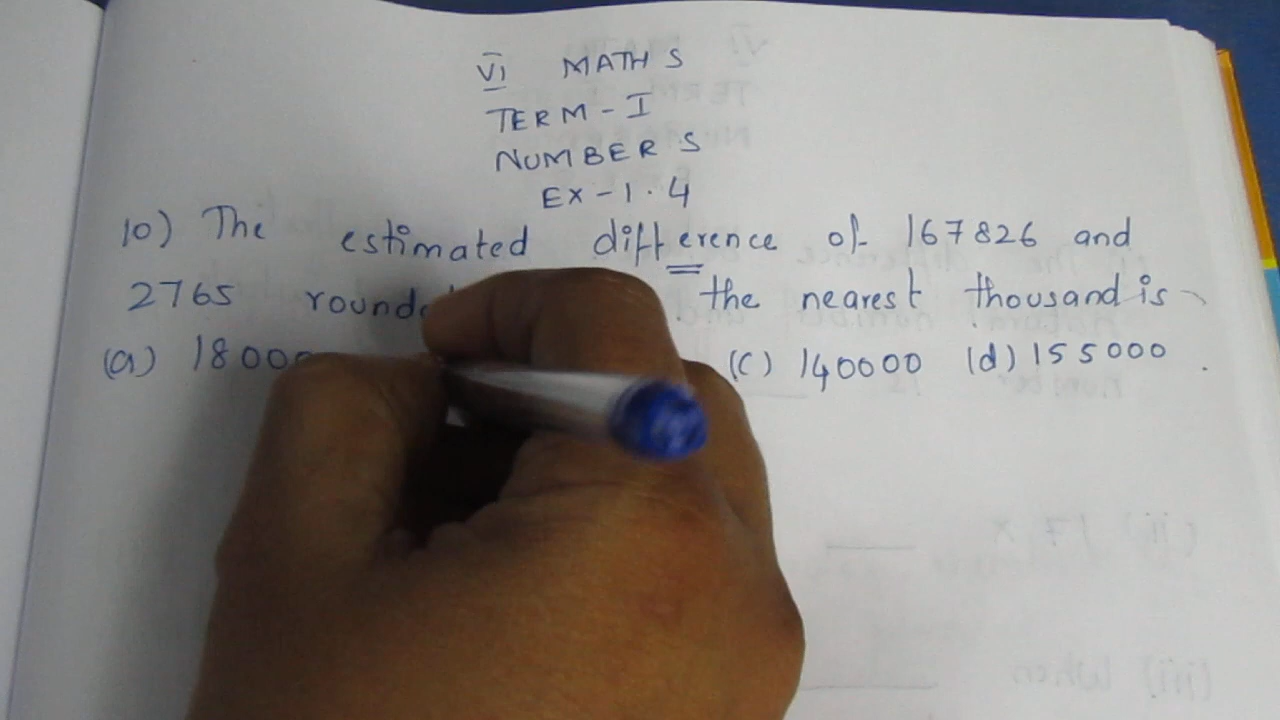 VI MATHS
TERM - I
NUMBERS
EX - 1.4
10) The estimated difference of 167826 and
2765 the nearest thousand is
(a) (c) 140000 (d) 155000.